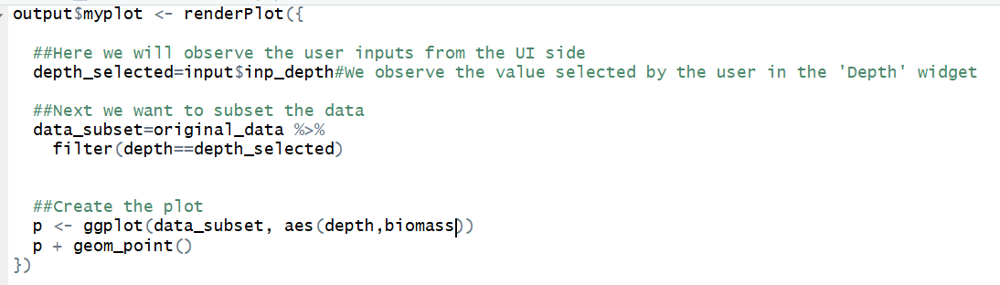 output$myplot <- renderPlot({
##Here we will observe the user inputs from the UI side
depth_selected=input$inp_depth#We observe the value selected by the user in the 'Depth' widget
##Next we want to subset the data
data_subset=original_data %>%
filter(depth==depth_selected)
##Create the plot
p <- ggplot(data_subset, aes(depth,biomass))
p + geom_point()
})